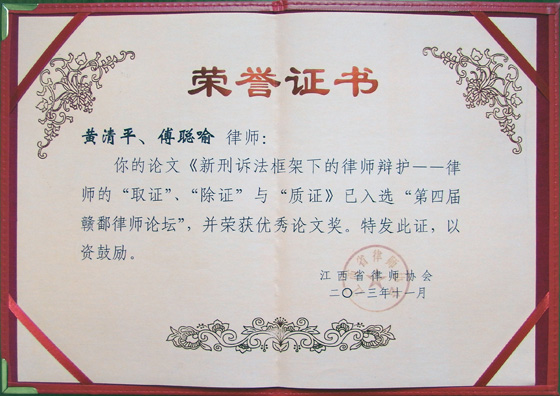 荣誉证书
黄清平、傅聪喻 律师：
你的论文《新刑诉法框架下的律师辩护——律
师的“取证”、“除证”与“质证》已入选“第四届
赣鄱律师论坛”，并荣获优秀论文奖。特发此证，以
资鼓励。
江西省律师协会
二〇一三年十一月